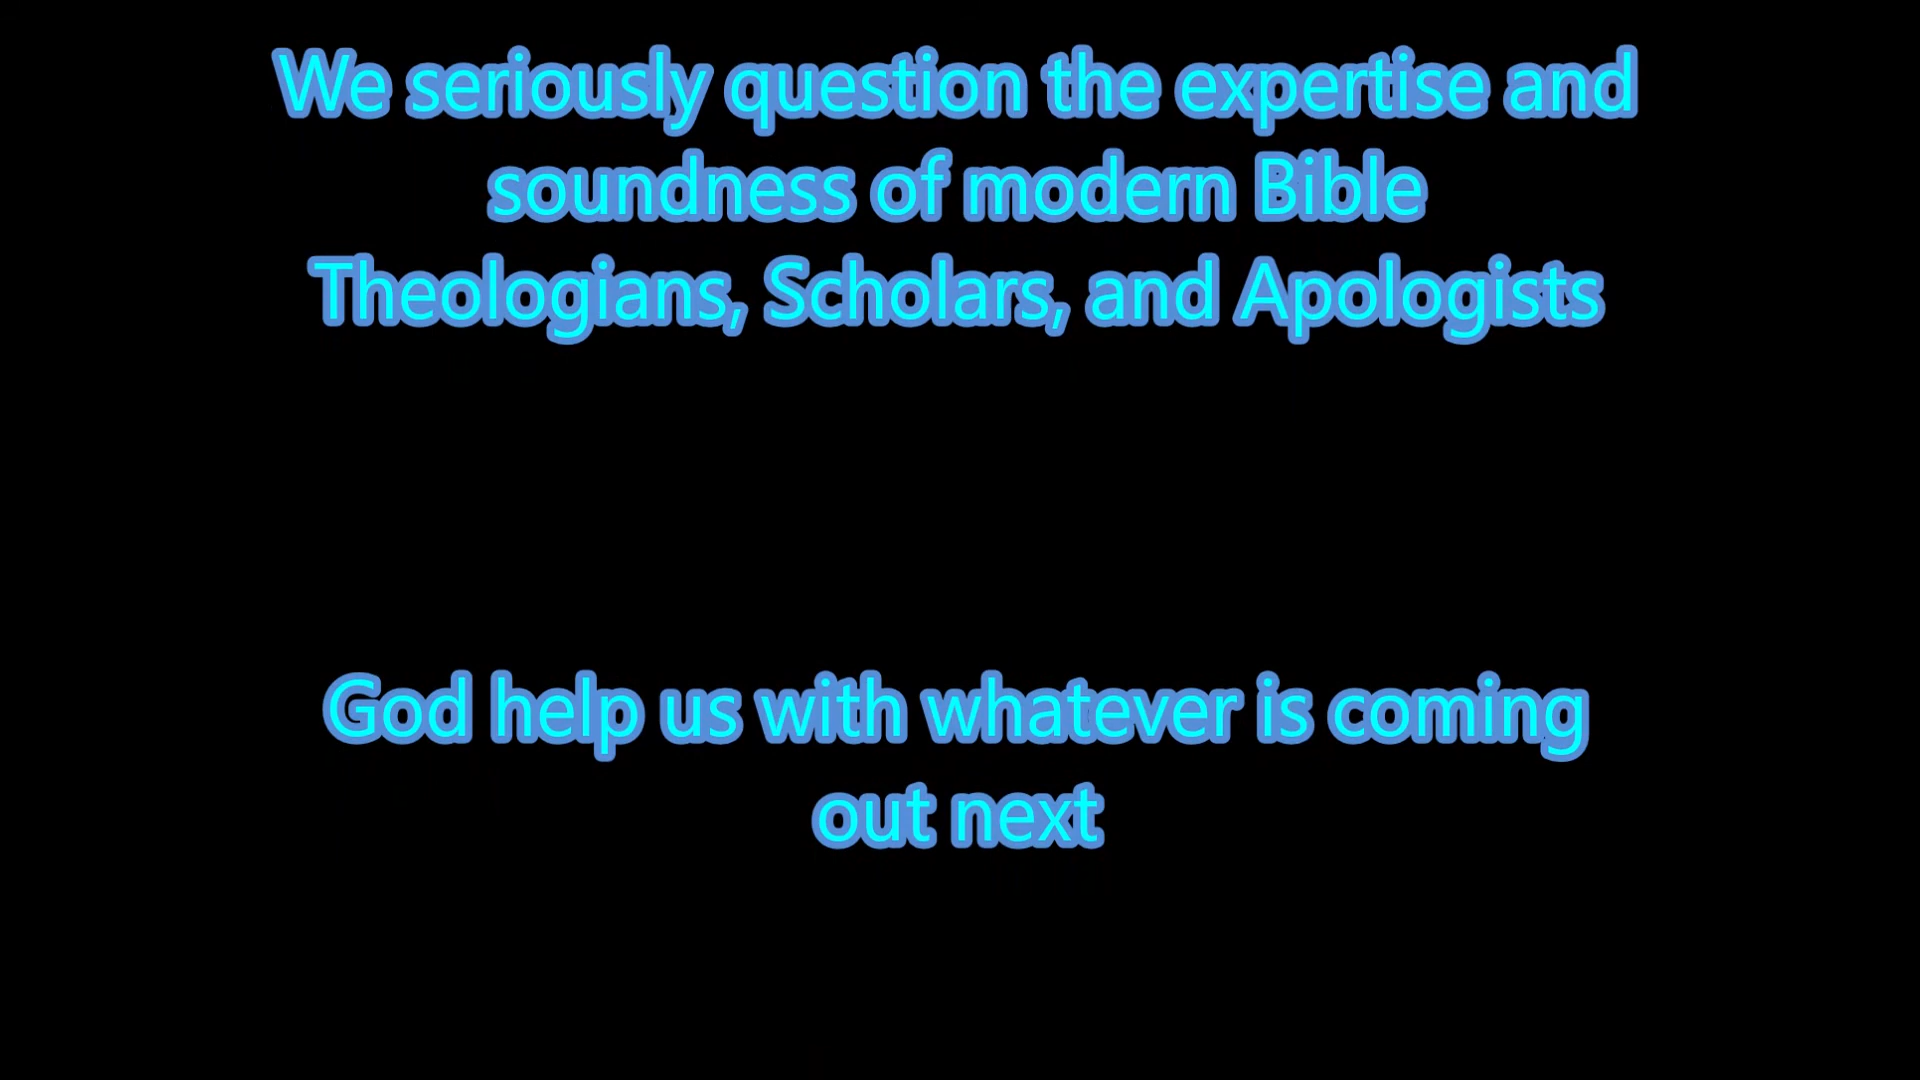 We seriously question the expertise and
soundness of modern Bible
Theologians, Scholars, and Apologists
God help us with whatever is coming
out next